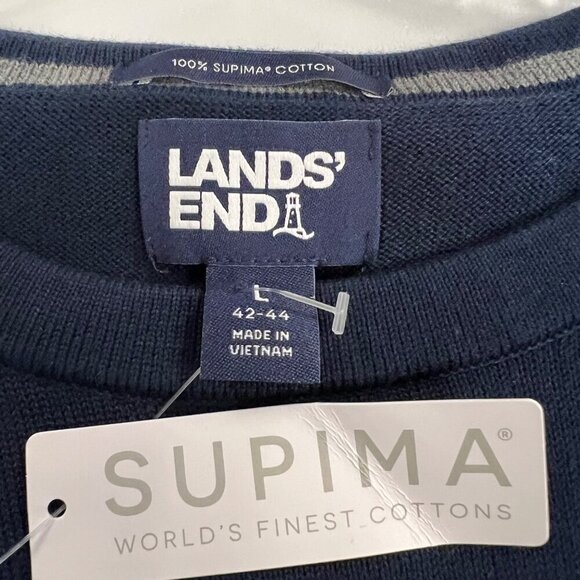 100% SUPIMA® COTTON
LANDS'
END
L
42-44
MADE IN
VIETNAM
SUPIMA®
WORLD'S FINEST COTTONS